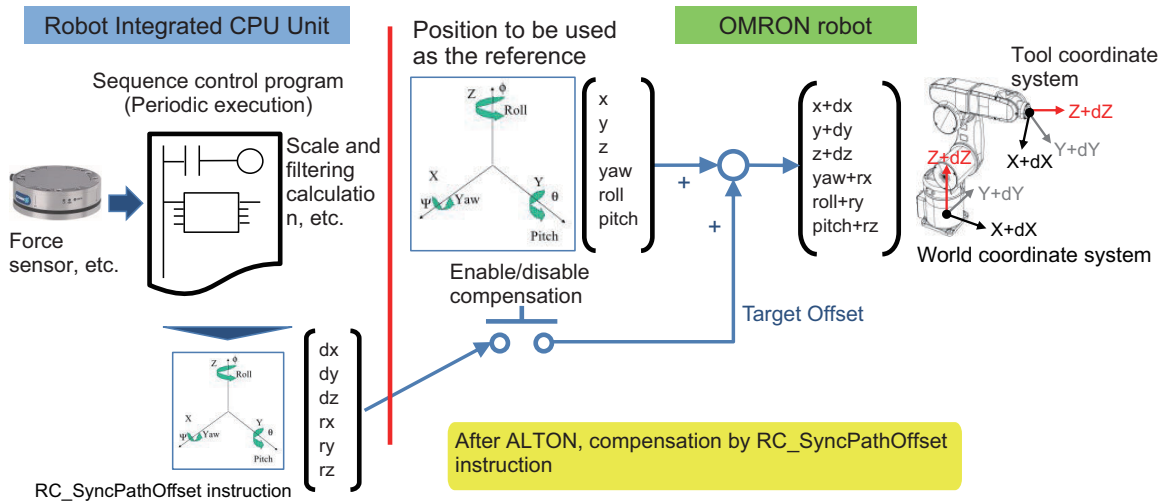 Robot Integrated CPU Unit
Sequence control program
(Periodic execution)
Scale and
filtering
calculatio
n, etc.
Force
sensor, etc.
Z
ϕ
Roll
X
Y
Ψ
Yaw
θ
Pitch
dx
dy
dz
rx
ry
rz
RC_SyncPathOffset instruction
Position to be used
as the reference
OMRON robot
Z
ϕ
Roll
X
Y
Ψ
Yaw
θ
Pitch
x
y
z
yaw
roll
pitch
+
+
Enable/disable
compensation
Target Offset
x+dx
y+dy
z+dz
yaw+rx
roll+ry
pitch+rz
Tool coordinate
system
Z+dZ
Y+dY
X+dX
Z+dZ
Y+dY
X+dX
World coordinate system
After ALTON, compensation by RC_SyncPathOffset
instruction